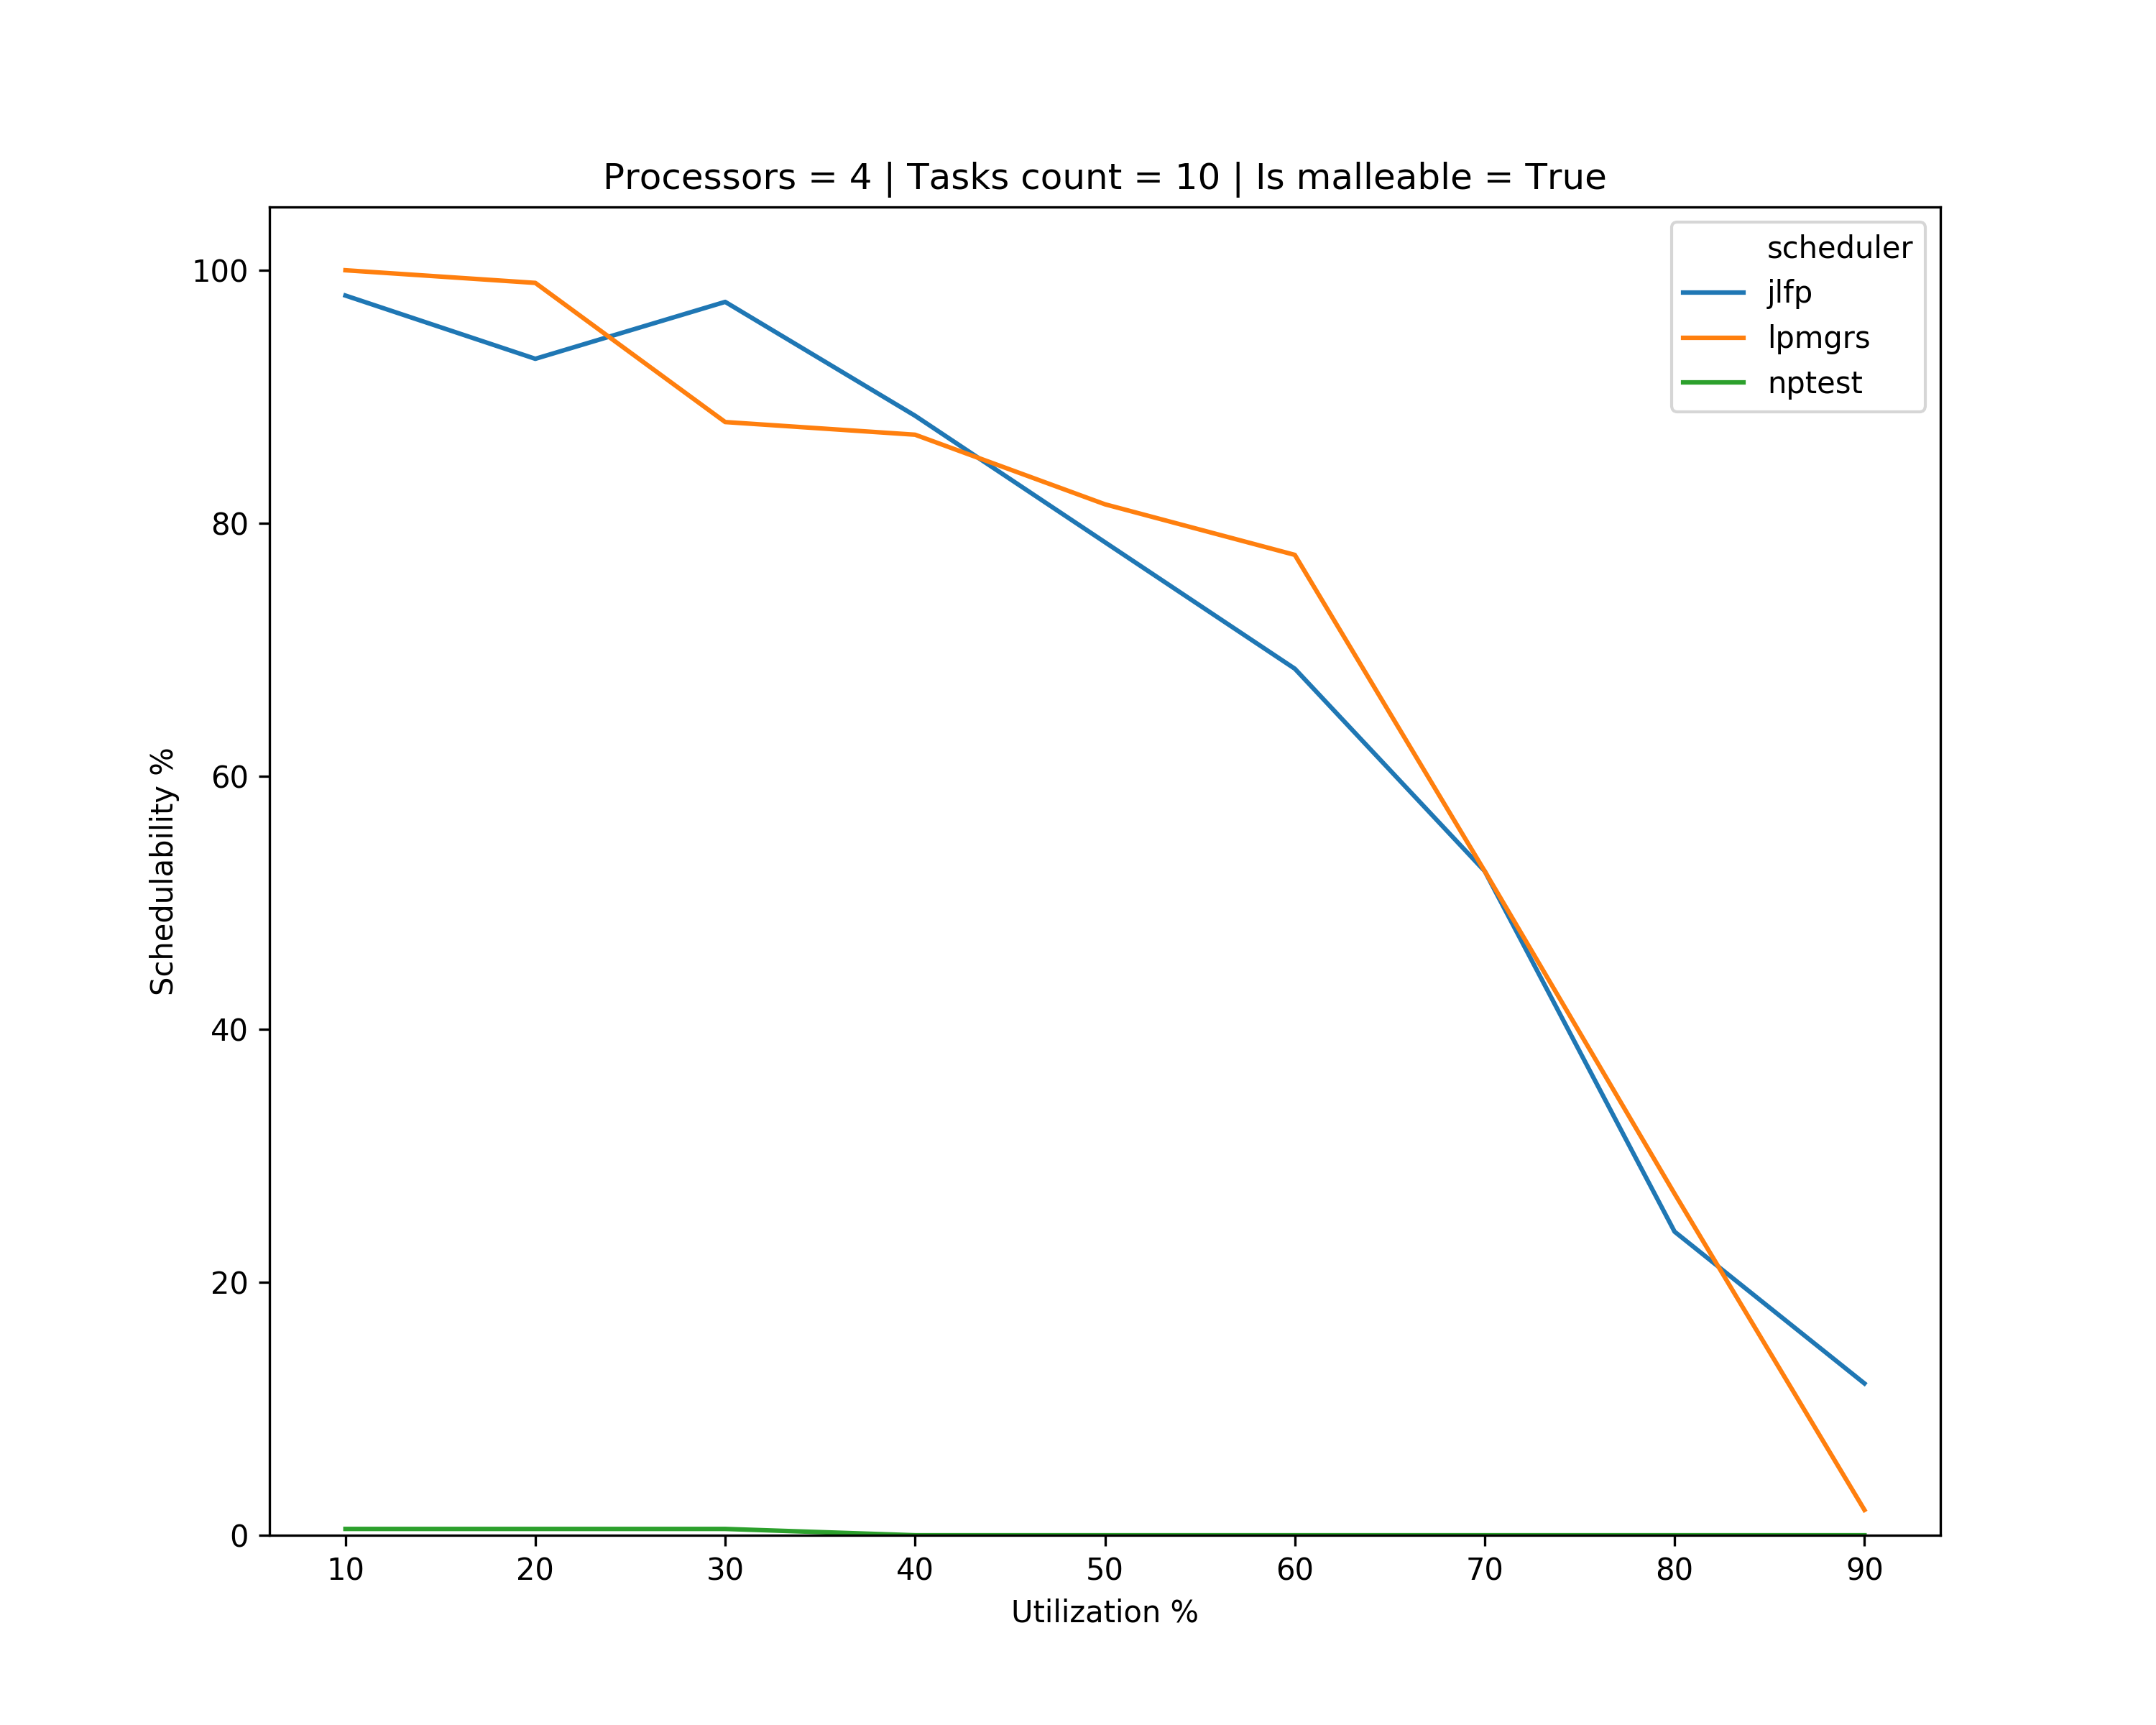 Processors = 4 | Tasks count = 10 | Is malleable = True
scheduler
jlfp
lpmgrs
nptest
Schedulability %
100
80
60
40
20
0
10 20 30 40 50 60 70 80 90
Utilization %